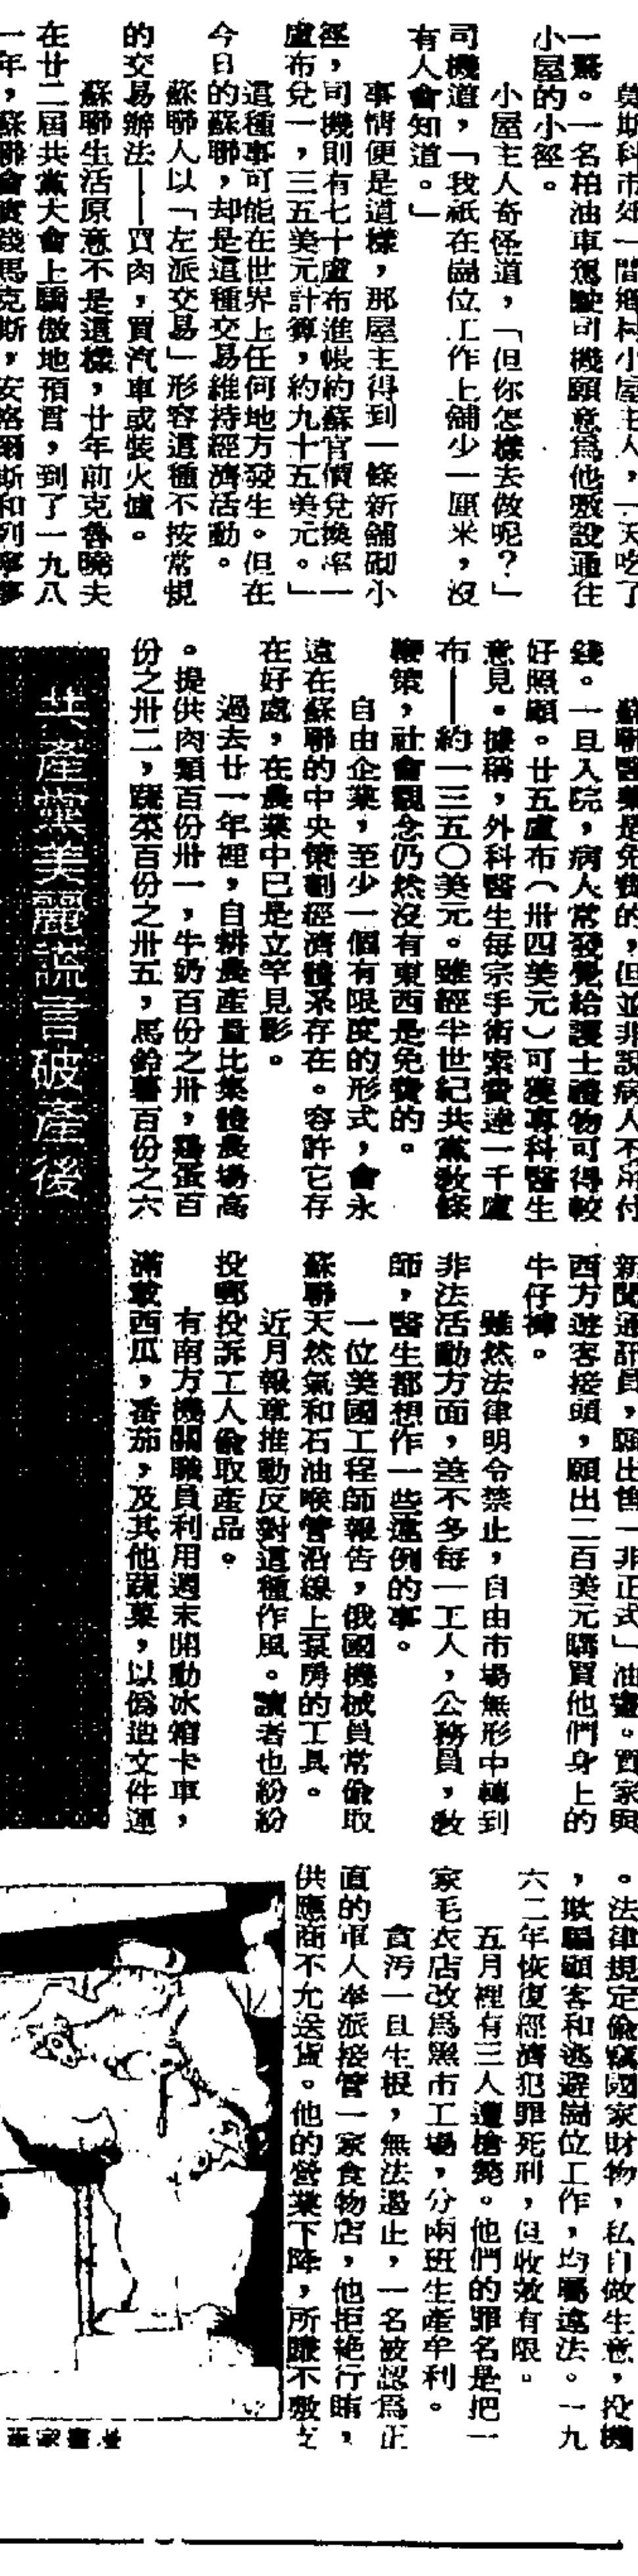 莫斯科市郊一間鄉村小屋主人，一天吃了
一驚。一名柏油車駕駛司機願意爲他敷設通往
小屋的小徑。
小屋主人奇怪道，「但你怎樣去做呢？」
司機道，「我祇在崗位工作上舖少一厘米，沒
有人會知道。」
事情便是這樣，那屋主得到一條新舖砌小
徑，司機則有七十盧布進帳約蘇官價兌換率一
盧布兌一，三五美元計算，約九十五美元。」
這種事可能在世界上任何地方發生。但在
今日的蘇聯，却是這種交易維持經濟活動。
蘇聯人以「左派交易」形容這種不按常規
的交易辦法——買肉，買汽車或裝火爐。
蘇聯生活原意不是這樣，廿年前克魯曉夫
在廿二屆共黨大會上驕傲地預言，到了一九八
一年，蘇聯會實踐馬克斯，安格爾斯和列寧夢
蘇聯醫藥是免費的，但並非說病人不用付
錢。一旦入院，病人常發覺給護士禮物可得較
好照顧。廿五盧布（卅四美元）可獲專科醫生
意見。據稱，外科醫生每宗手術索費達一千盧
布——約一三五〇美元。雖經半世紀共黨敎條
鞭策，社會觀念仍然沒有東西是免費的。
自由企業，至少一個有限度的形式，會永
遠在蘇聯的中央策劃經濟體系存在。容許它存
在好處，在農業中已是立竿見影。
過去廿一年裡，自耕農產量比集體農場高
。提供肉類百份卅一，牛奶百份之卅，鷄蛋百
份之卅二，蔬菜百份之卅五，馬鈴薯百份之六
共產黨美麗謊言破產後
新聞通訊員，願出售「非正式」油畫。買家與
西方遊客接頭，願出二百美元購買他們身上的
牛仔褲。
雖然法律明令禁止，自由市場無形中轉到
非法活動方面，差不多每一工人，公務員，敎
師，醫生都想作一些違例的事。
一位美國工程師報告，俄國機械員常偷取
蘇聯天然氣和石油喉管沿線上泵房的工具。
近月報章推動反對這種作風。讀者也紛紛
投郵投訴工人偷取產品。
有南方機關職員利用週末開動冰箱卡車，
滿載西瓜，番茄，及其他蔬菜，以僞造文件運
。法律規定偷竊國家財物，私自做生意，投機
，欺騙顧客和逃避崗位工作，均屬違法。一九
六二年恢復經濟犯罪死刑，但收效有限。
五月裡有三人遭槍斃。他們的罪名是把一
家毛衣店改爲黑市工場，分兩班生產牟利。
貪污一旦生根，無法遏止，一名被認爲正
直的軍人奉派接管一家食物店，他拒絶行賄，
供應商不允送貨。他的營業下降，所賺不敷支